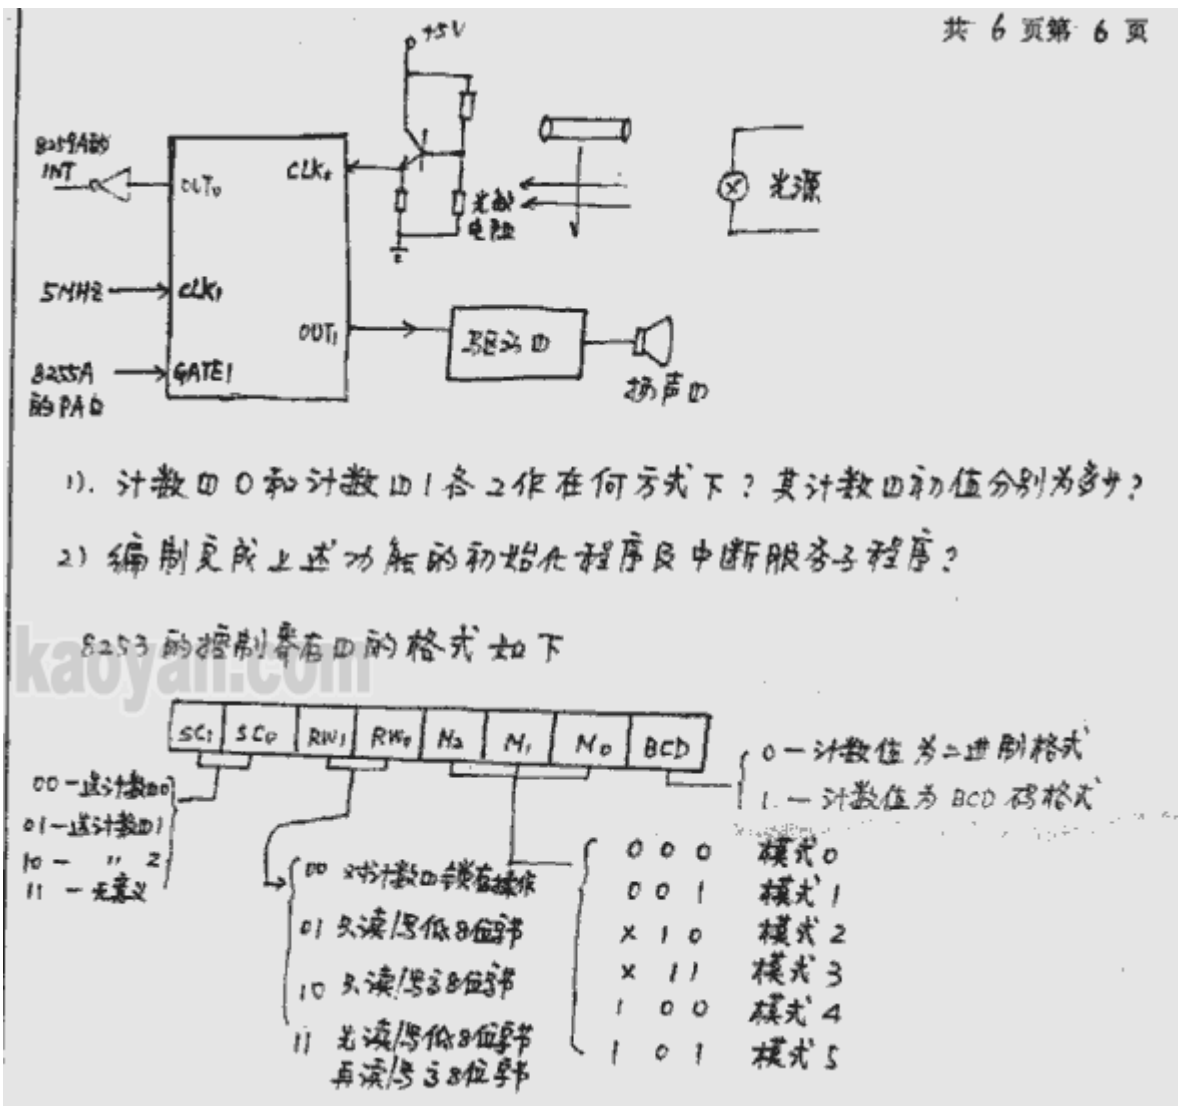 共 6 页第 6 页
+5V
8259A的
INT
OUT₀
CLK₀
光敏
电阻
光源
5MHZ
CLK₁
OUT₁
驱动口
扬声口
8255A
的PA口
GATE1
1). 计数口0和计数口1各工作在何方式下?其计数口初值分别为多少?
2) 编制完成上述功能的初始化程序及中断服务子程序?
8253的控制寄存口的格式如下
kaoyan.com
SC₁ SC₀ RW₁ RW₀ M₂ M₁ M₀ BCD
0—计数值为二进制格式
1.—计数值为BCD码格式
00—选计数口0
01—选计数口1
10— 〃 2
11 —无意义
00 对计数口锁存操作
01 只读/写低8位字节
10 只读/写高8位字节
11 先读/写低8位字节
再读/写高8位字节
0 0 0 模式0
0 0 1 模式1
× 1 0 模式2
× 1 1 模式3
1 0 0 模式4
1 0 1 模式5